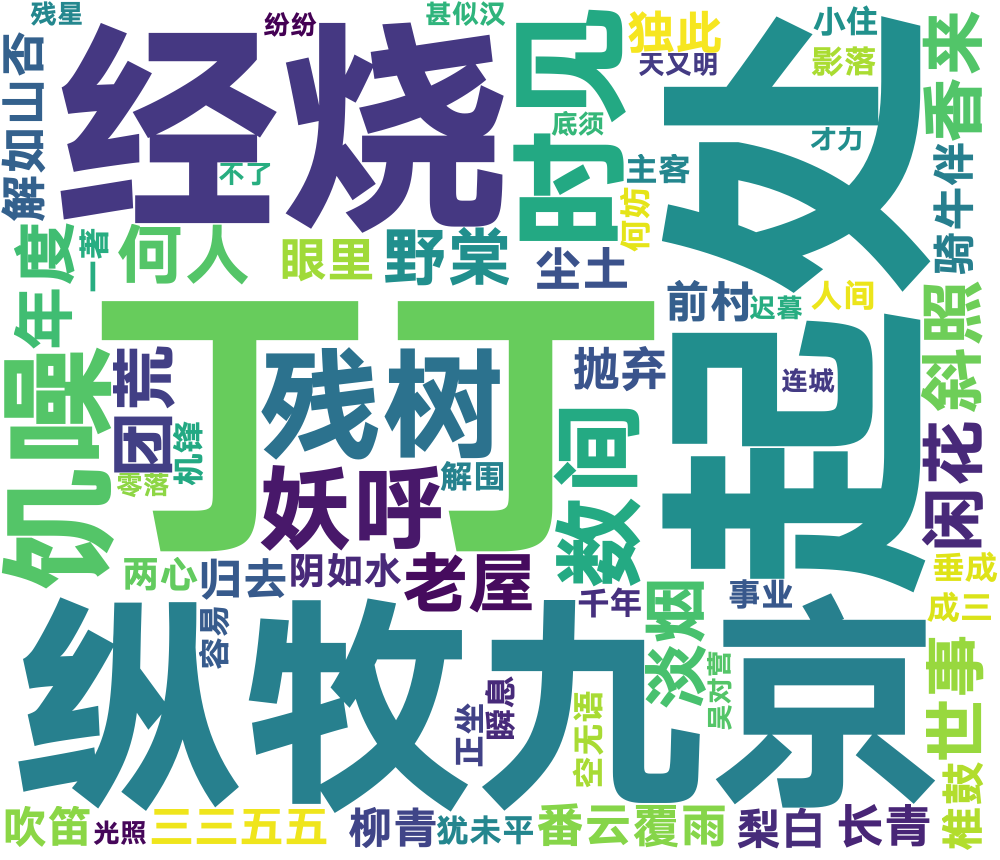 残星
纷纷
甚似汉
独此
小住
天又明
影落
香来
解如山否
经烧
时见
处
底须
才力
不了
主客
何妨
骑牛伴
年度
一著
何人
眼里
野棠
尘土
前村
迟暮
人间
斜照
饥噪
团荒
丁丁
残树
抛弃
连城
起
机锋
零落
妖呼
解围
数间
闲花
两心
归去
阴如水
老屋
千年
淡烟
事业
垂成
成三
容易
纵牧九京
正坐
瞬息
空无语
吴对营
世事
椎鼓
吹笛
光照
三三五五
柳青
犹未平
番云覆雨
梨白
长青